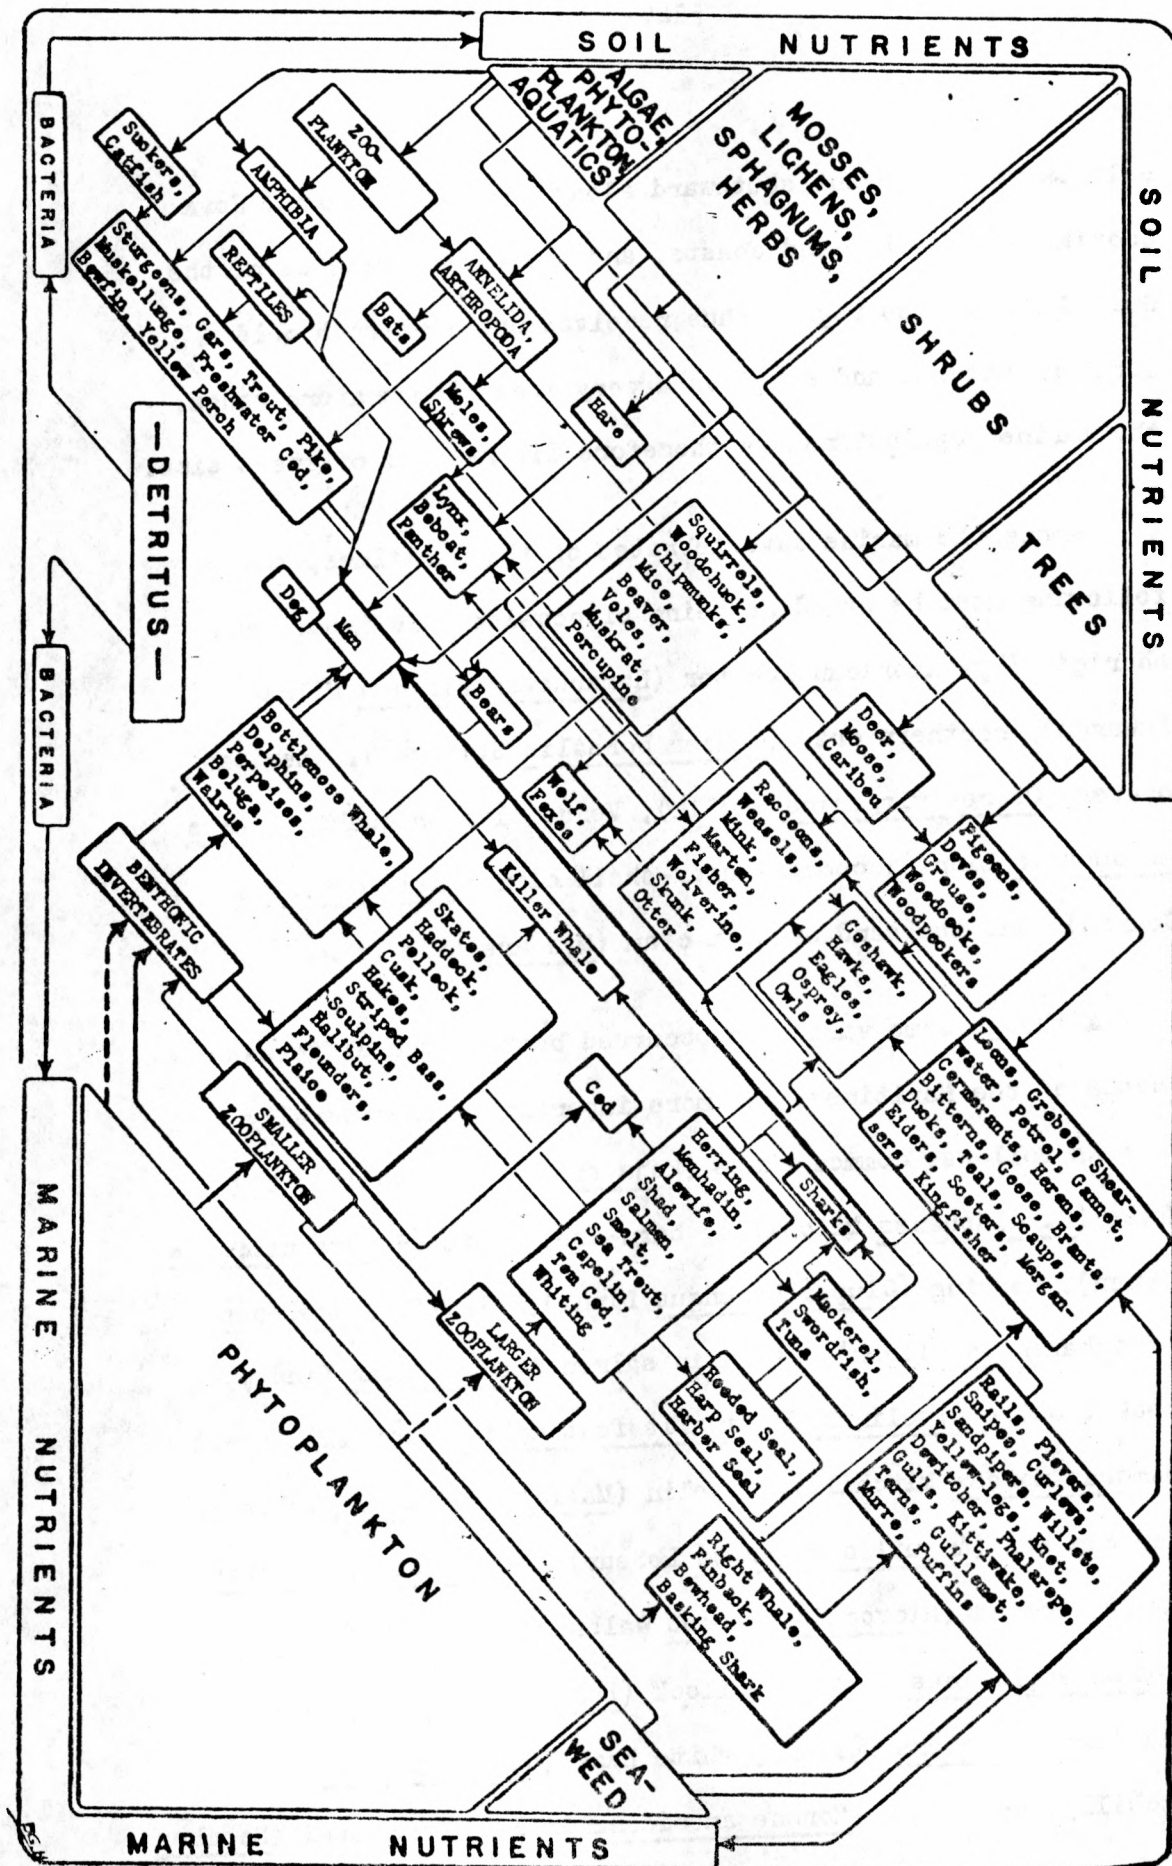 SOIL NUTRIENTS
SOIL NUTRIENTS
ALGAE,
PHYTO-
PLANKTON
AQUATICS
MOSSES,
LICHENS,
SPHAGNUMS,
HERBS
SHRUBS
TREES
BACTERIA
Suckers,
Catfish
AMPHIBIA
ZOO-
PLANKTON
REPTILES
ANNELIDA,
ARTHROPODA
Bats
Sturgeons, Gars, Trout, Pike,
Muskellunge, Freshwater Cod,
Bowfin, Yellow Perch
Moles,
Shrews
Hare
Lynx,
Bobcat,
Panther
Squirrels,
Woodchuck,
Chipmunks,
Mice,
Beaver,
Voles,
Muskrat,
Porcupine
—DETRITUS—
Dog
Man
Bears
Wolf,
Foxes
Deer,
Moose,
Caribou
Pigeons,
Doves,
Grouse,
Woodcocks,
Woodpeckers
Raccoons,
Weasels,
Mink,
Marten,
Fisher,
Wolverine,
Skunk,
Otter
Goshawk,
Hawks,
Eagles,
Osprey,
Owls
BACTERIA
Bottlenose Whale,
Dolphins,
Porpoises,
Beluga,
Walrus
Killer Whale
BENTHONIC
INVERTEBRATES
Skates,
Haddock,
Pollock,
Cusk,
Hakes,
Striped Bass,
Sculpins,
Halibut,
Flounders,
Plaice
Cod
Loons, Grebes, Shear-
water, Petrel, Gannet,
Cormorants, Herons,
Bitterns, Geese, Brants,
Ducks, Teals, Scaups,
Eiders, Scoters, Mergan-
sers, Kingfisher
SMALLER
ZOOPLANKTON
Herring,
Menhadin,
Alewife,
Shad,
Salmon,
Smelt,
Sea Trout,
Capelin,
Tom Cod,
Whiting
Sharks
Mackerel,
Swordfish,
Tuna
LARGER
ZOOPLANKTON
Hooded Seal,
Harp Seal,
Harbor Seal
Rails, Plovers,
Snipes, Curlews,
Sandpipers, Willets,
Yellow-legs, Knot,
Dowitcher, Phalarope,
Gulls, Kittiwake,
Terns, Guillemot,
Murre, Puffins
Right Whale,
Finback,
Bowhead,
Basking Shark
PHYTOPLANKTON
SEA-
WEED
MARINE NUTRIENTS
MARINE NUTRIENTS